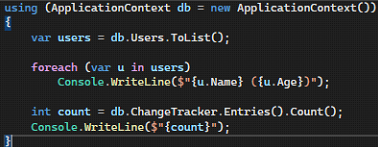 using (ApplicationContext db = new ApplicationContext())
{
var users = db.Users.ToList();
foreach (var u in users)
Console.WriteLine($"{u.Name} ({u.Age})");
int count = db.ChangeTracker.Entries().Count();
Console.WriteLine($"{count}");
}